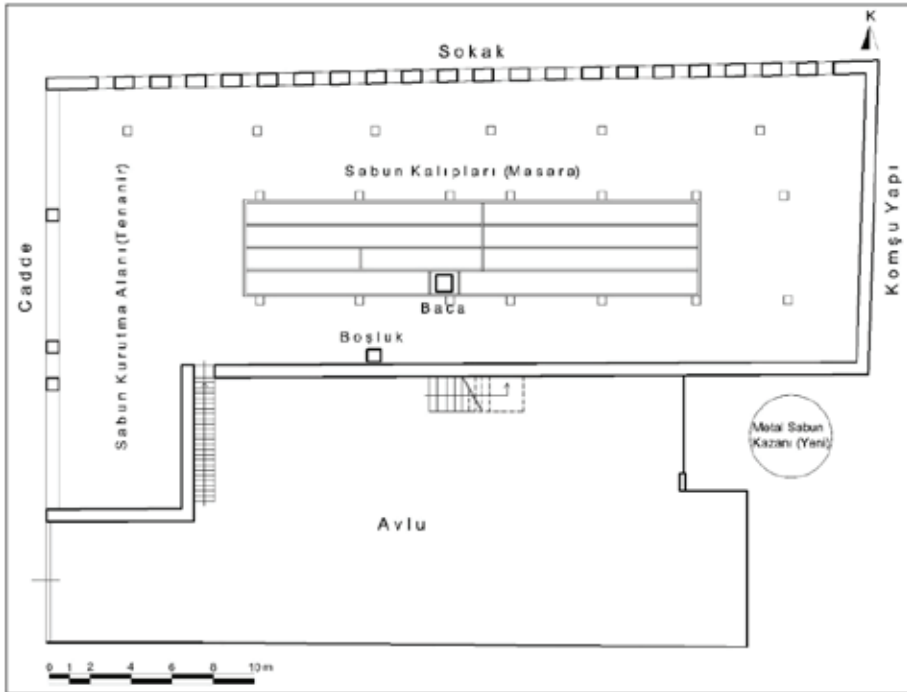 K
Sokak
Sabun Kalıpları (Masara)
Sabun Kurutma Alanı (Tenanir)
Cadde
Komşu Yapı
Baca
Boşluk
Metal Sabun
Kazanı (Yeni)
Avlu
0 1 2 4 6 8 10 m